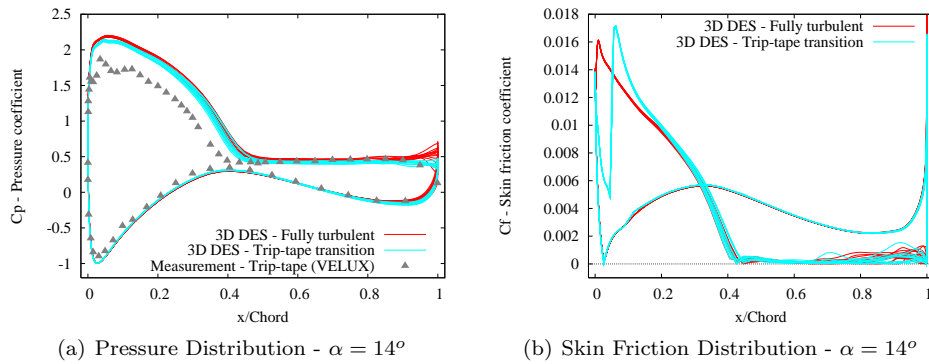 2.5
2
1.5
1
0.5
0
-0.5
-1
Cp - Pressure coefficient
3D DES - Fully turbulent
3D DES - Trip-tape transition
Measurement - Trip-tape (VELUX)
0 0.2 0.4 0.6 0.8 1
x/Chord
(a) Pressure Distribution - α = 14°
0.018
0.016
0.014
0.012
0.01
0.008
0.006
0.004
0.002
0
Cf - Skin friction coefficient
3D DES - Fully turbulent
3D DES - Trip-tape transition
0 0.2 0.4 0.6 0.8 1
x/Chord
(b) Skin Friction Distribution - α = 14°